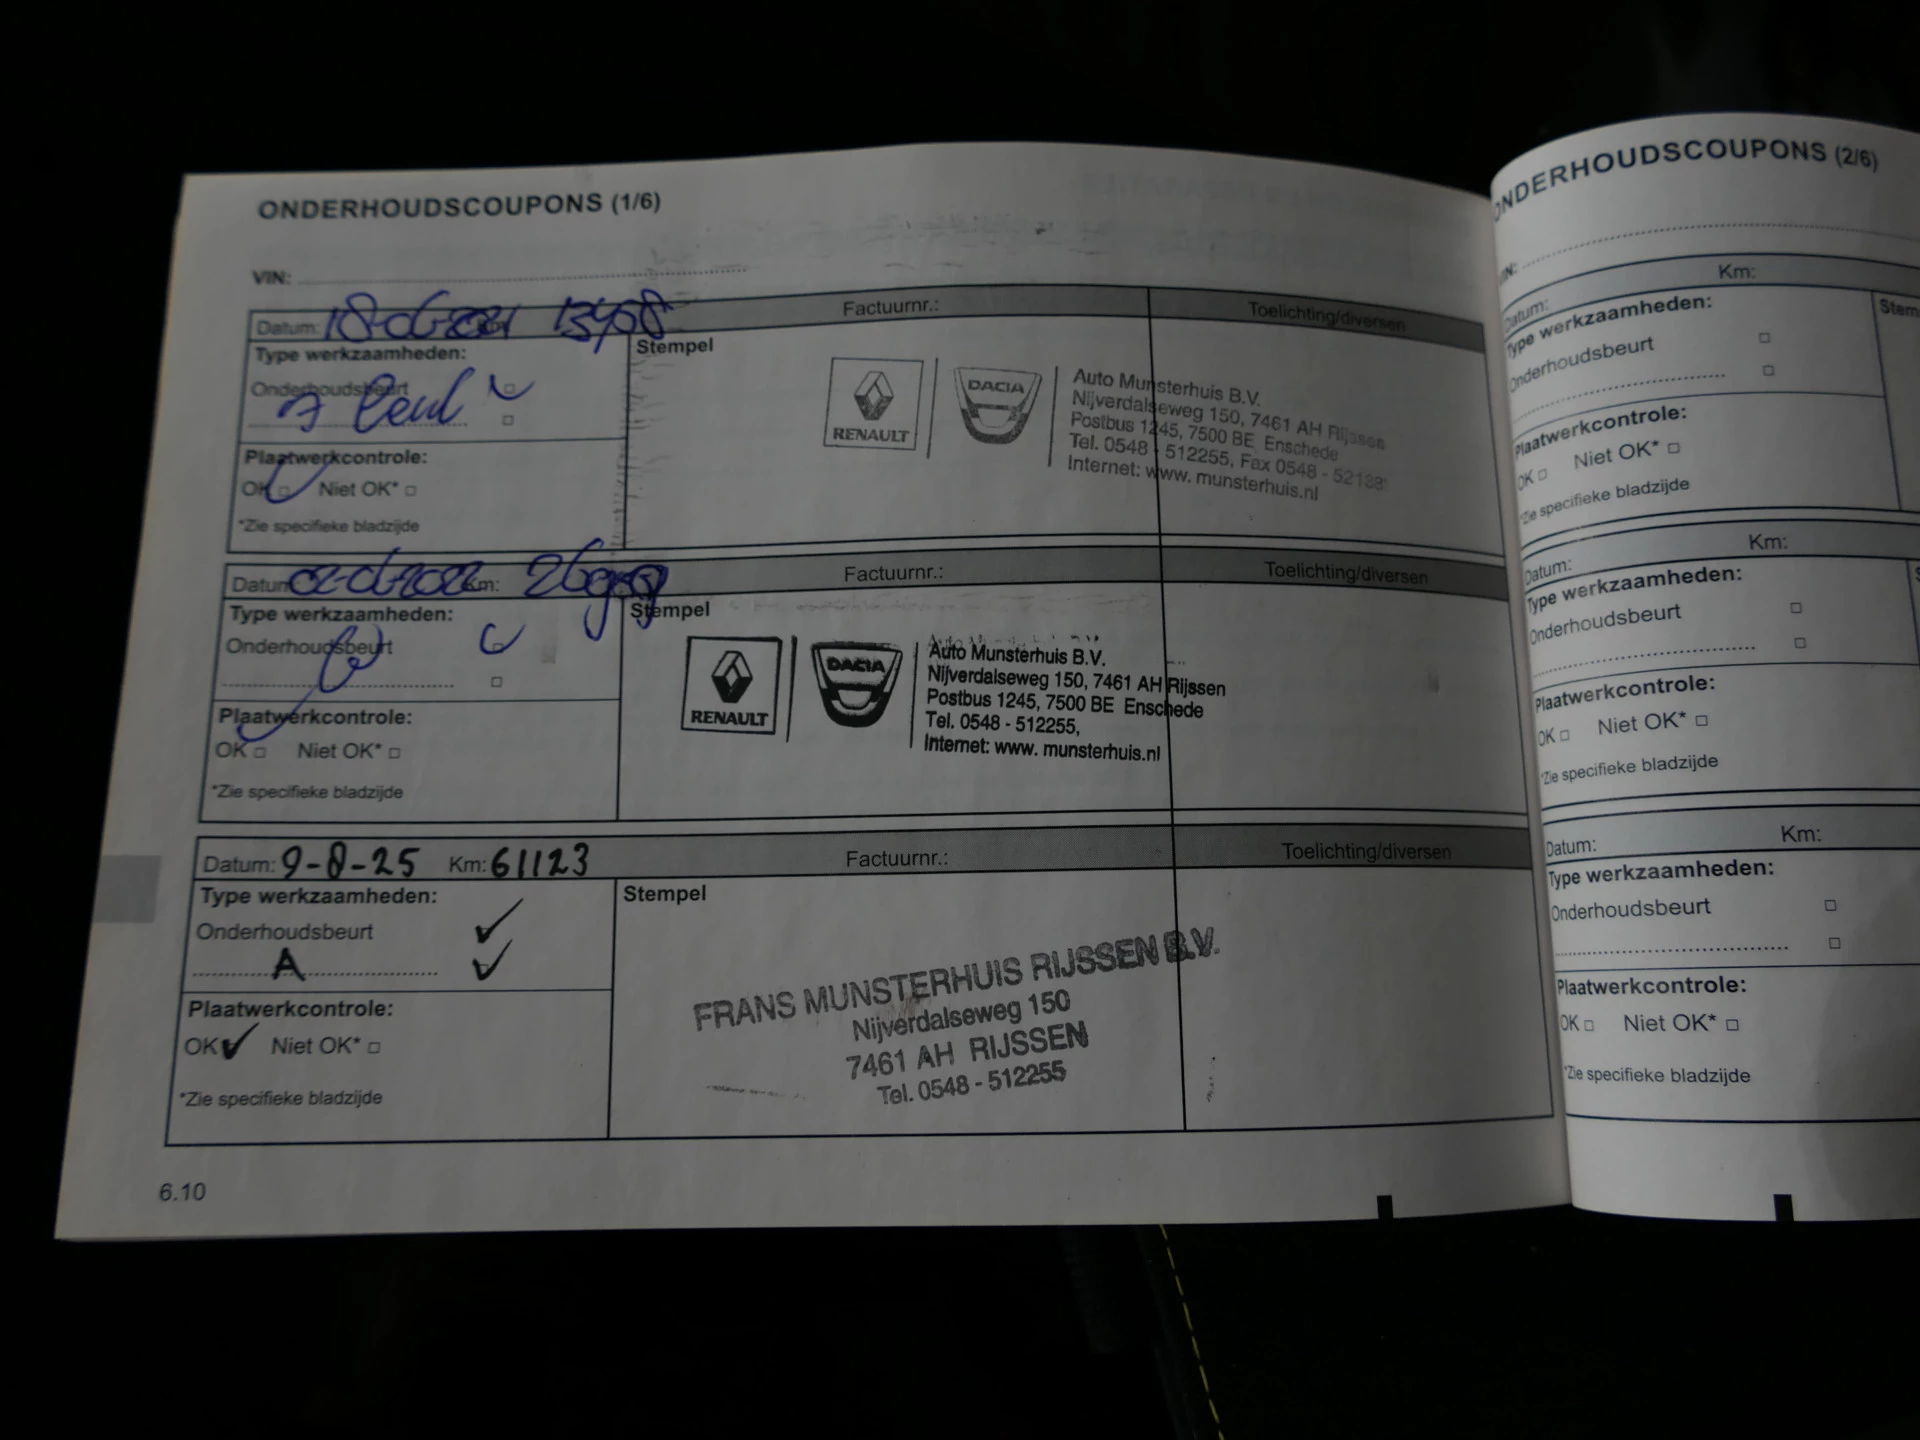 ONDERHOUDSCOUPONS (1/6)
VIN:
Datum: 18-06-2021 Km:
Factuurnr.:
Toelichting/diversen
Type werkzaamheden:
Stempel
Onderhoudsbeurt
RENAULT
DACIA
Auto Munsterhuis B.V.
Nijverdalseweg 150, 7461 AH Rijssen
Postbus 1245, 7500 BE Enschede
Tel. 0548 - 512255, Fax 0548 -
Internet: www. munsterhuis.nl
Plaatwerkcontrole:
OK Niet OK*
*Zie specifieke bladzijde
Datum: Km:
Factuurnr.:
Toelichting/diversen
Type werkzaamheden:
Stempel
Onderhoudsbeurt
RENAULT
DACIA
Auto Munsterhuis B.V.
Nijverdalseweg 150, 7461 AH Rijssen
Postbus 1245, 7500 BE Enschede
Tel. 0548 - 512255,
Internet: www. munsterhuis.nl
Plaatwerkcontrole:
OK Niet OK*
*Zie specifieke bladzijde
Datum: 9-8-25 Km: 61123
Factuurnr.:
Toelichting/diversen
Type werkzaamheden:
Stempel
Onderhoudsbeurt
A
FRANS MUNSTERHUIS RIJSSEN B.V.
Nijverdalseweg 150
7461 AH RIJSSEN
Tel. 0548 - 512255
Plaatwerkcontrole:
OK Niet OK*
*Zie specifieke bladzijde
6.10
ONDERHOUDSCOUPONS (2/6)
VIN:
Datum: Km:
Type werkzaamheden:
Stem
Onderhoudsbeurt
Plaatwerkcontrole:
OK Niet OK*
*Zie specifieke bladzijde
Datum: Km:
Type werkzaamheden:
S
Onderhoudsbeurt
Plaatwerkcontrole:
OK Niet OK*
*Zie specifieke bladzijde
Datum: Km:
Type werkzaamheden:
Onderhoudsbeurt
Plaatwerkcontrole:
OK Niet OK*
*Zie specifieke bladzijde